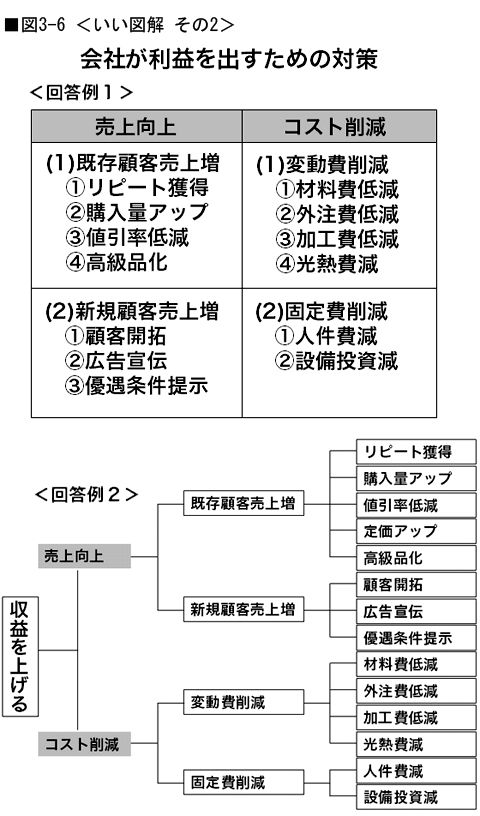 ■図3-6 ＜いい図解 その2＞
会社が利益を出すための対策
＜回答例１＞
売上向上
コスト削減
(1)既存顧客売上増
①リピート獲得
②購入量アップ
③値引率低減
④高級品化
(1)変動費削減
①材料費低減
②外注費低減
③加工費低減
④光熱費減
(2)新規顧客売上増
①顧客開拓
②広告宣伝
③優遇条件提示
(2)固定費削減
①人件費減
②設備投資減
＜回答例２＞
収益を上げる
売上向上
既存顧客売上増
リピート獲得
購入量アップ
値引率低減
定価アップ
高級品化
新規顧客売上増
顧客開拓
広告宣伝
優遇条件提示
コスト削減
変動費削減
材料費低減
外注費低減
加工費低減
光熱費減
固定費削減
人件費減
設備投資減